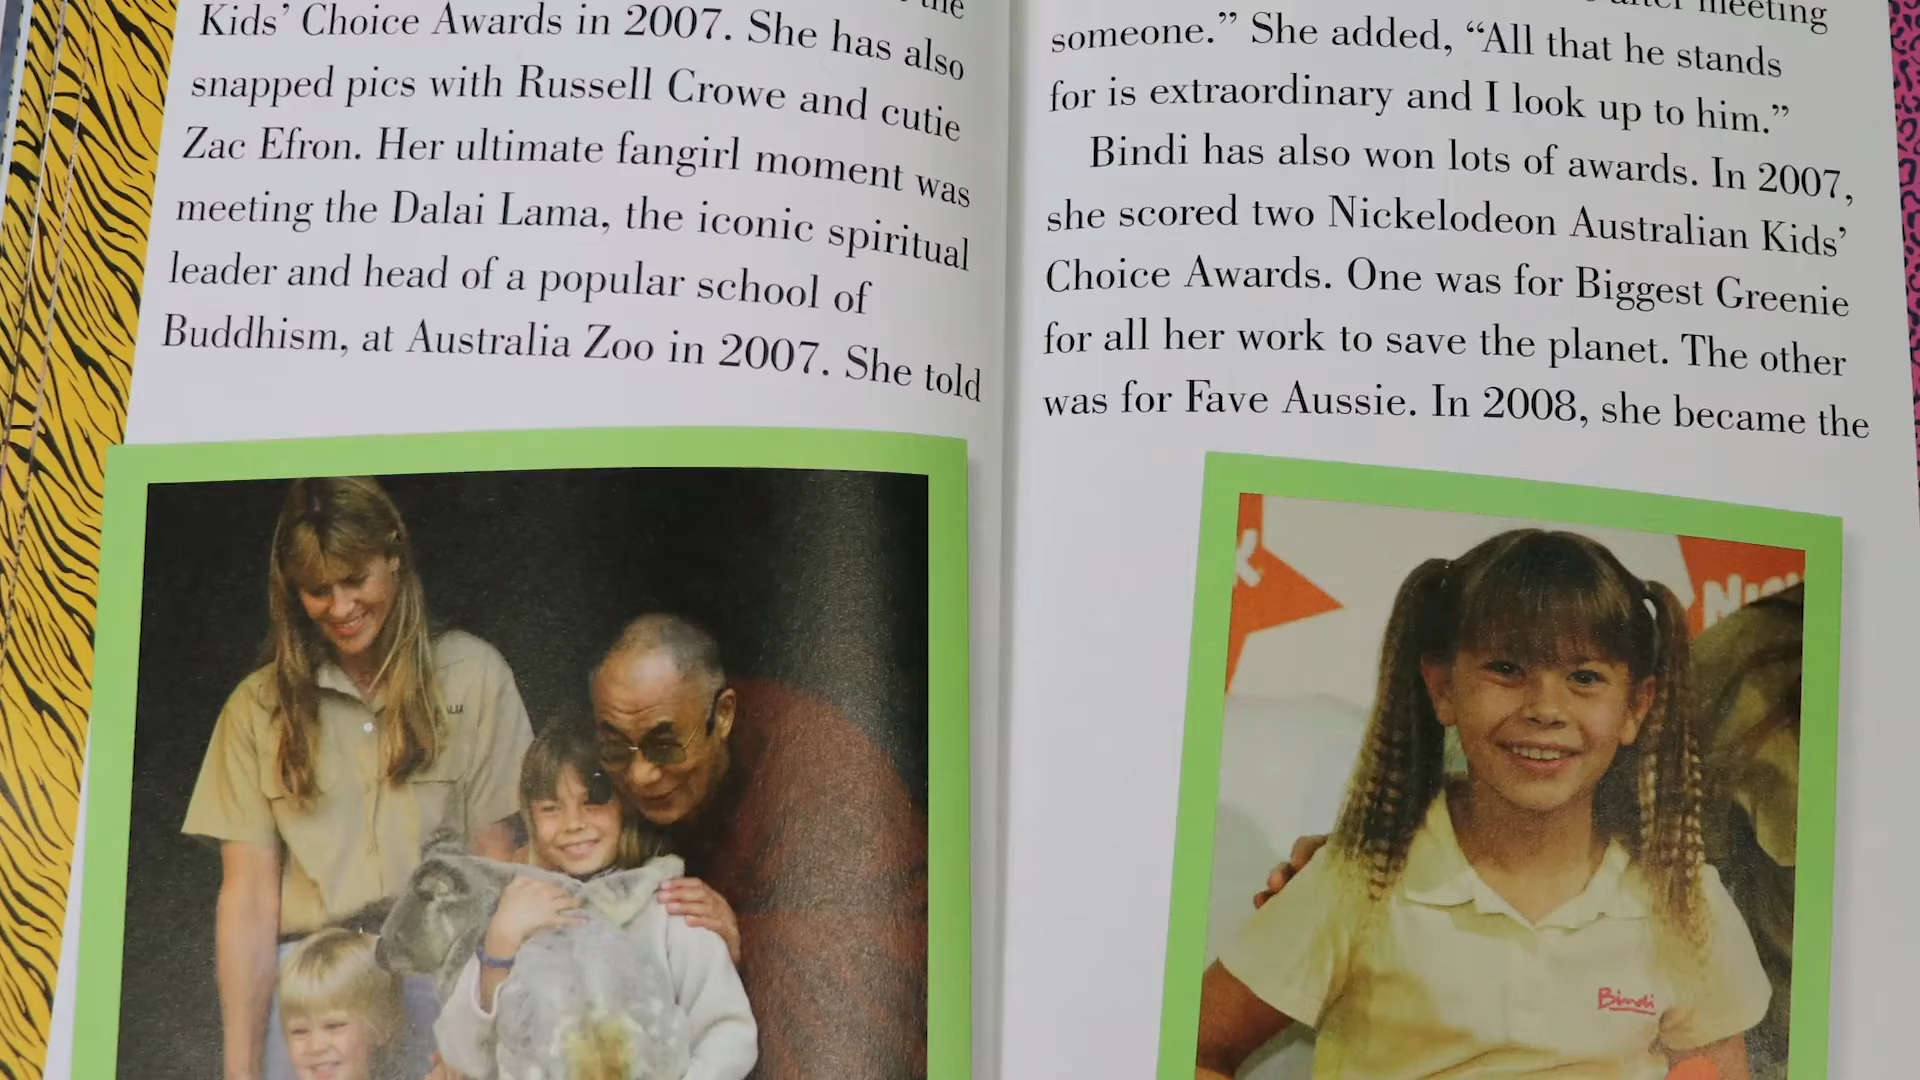 the
Kids’ Choice Awards in 2007. She has also
snapped pics with Russell Crowe and cutie
Zac Efron. Her ultimate fangirl moment was
meeting the Dalai Lama, the iconic spiritual
leader and head of a popular school of
Buddhism, at Australia Zoo in 2007. She told
meeting
someone.” She added, “All that he stands
for is extraordinary and I look up to him.”
Bindi has also won lots of awards. In 2007,
she scored two Nickelodeon Australian Kids’
Choice Awards. One was for Biggest Greenie
for all her work to save the planet. The other
was for Fave Aussie. In 2008, she became the
Bindi